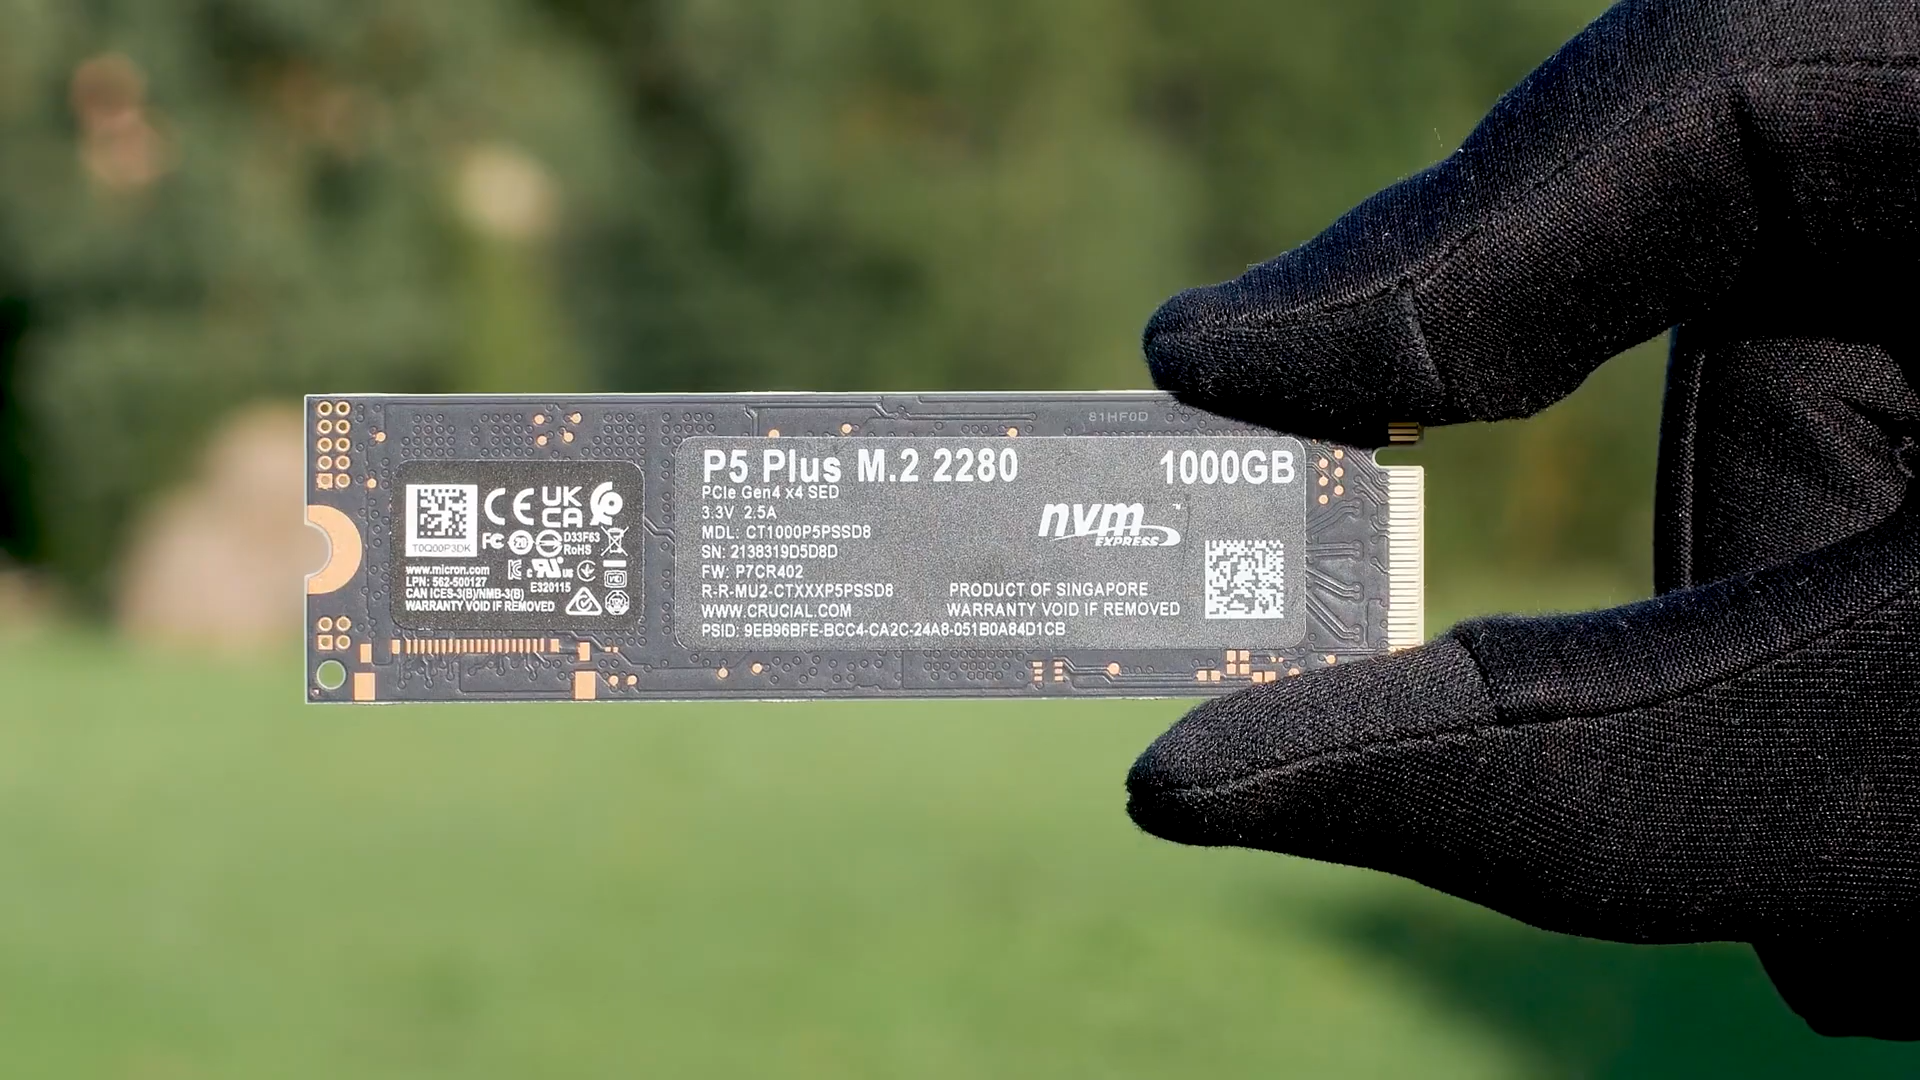 81HF0D
P5 Plus M.2 2280 1000GB
PCIe Gen4 x4 SED
3.3V 2.5A
MDL: CT1000P5PSSD8
SN: 2138319D5D8D
FW: P7CR402
R-R-MU2-CTXXXP5PSSD8
WWW.CRUCIAL.COM
PSID: 9EB96BFE-BCC4-CA2C-24A8-051B0A84D1CB
nvm
EXPRESS
PRODUCT OF SINGAPORE
WARRANTY VOID IF REMOVED
CE UK
CA
FC
D33F63
RoHS
T0Q00P3DK
www.micron.com
LPN: 562-500127
E320115
CAN ICES-3(B)/NMB-3(B)
WARRANTY VOID IF REMOVED